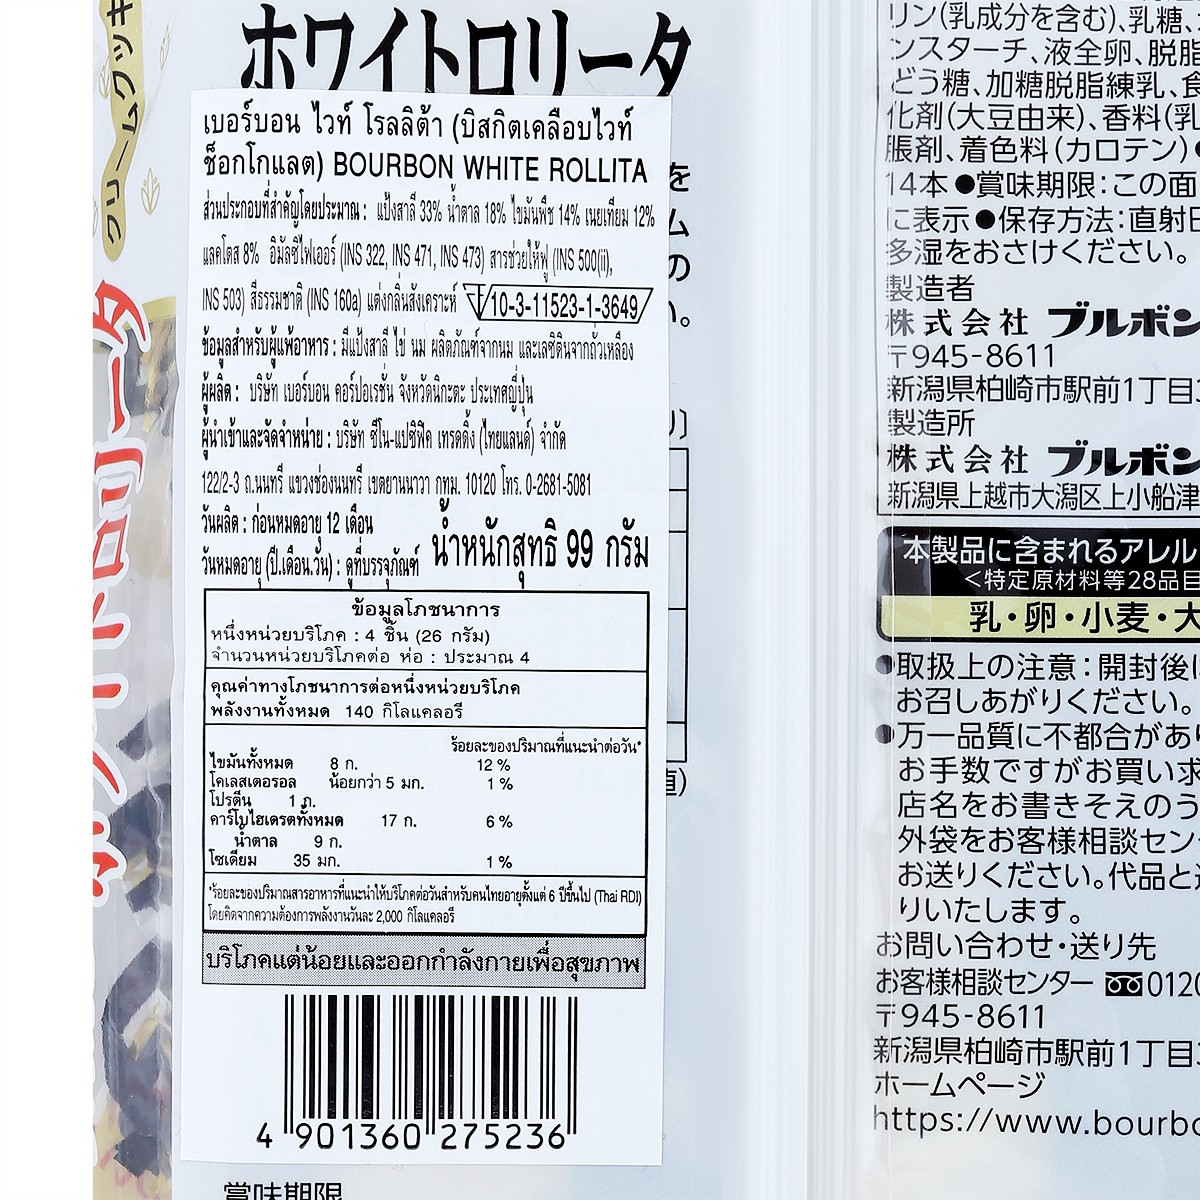 クリームクッキ
ホワイトロリータ
เบอร์บอน ไวท์ โรลลิต้า (บิสกิตเคลือบไวท์
ช็อกโกแลต) BOURBON WHITE ROLLITA
ส่วนประกอบที่สำคัญโดยประมาณ : แป้งสาลี 33% น้ำตาล 18% ไขมันพืช 14% เนยเทียม 12%
แลคโตส 8% อิมัลซิไฟเออร์ (INS 322, INS 471, INS 473) สารช่วยให้ฟู (INS 500(ii),
INS 503) สีธรรมชาติ (INS 160a) แต่งกลิ่นสังเคราะห์ 10-3-11523-1-3649
ข้อมูลสำหรับผู้แพ้อาหาร : มีแป้งสาลี ไข่ นม ผลิตภัณฑ์จากนม และเลซิตินจากถั่วเหลือง
ผู้ผลิต : บริษัท เบอร์บอน คอร์ปอเรชั่น จังหวัดนิกะตะ ประเทศญี่ปุ่น
ผู้นำเข้าและจัดจำหน่าย : บริษัท ซีโน-แปซิฟิค เทรดดิ้ง (ไทยแลนด์) จำกัด
122/2-3 ถ.นนทรี แขวงช่องนนทรี เขตยานนาวา กทม. 10120 โทร. 0-2681-5081
วันผลิต : ก่อนหมดอายุ 12 เดือน
วันหมดอายุ (ปี.เดือน.วัน) : ดูที่บรรจุภัณฑ์
น้ำหนักสุทธิ 99 กรัม
ข้อมูลโภชนาการ
หนึ่งหน่วยบริโภค : 4 ชิ้น (26 กรัม)
จำนวนหน่วยบริโภคต่อ ห่อ : ประมาณ 4
คุณค่าทางโภชนาการต่อหนึ่งหน่วยบริโภค
พลังงานทั้งหมด 140 กิโลแคลอรี
ร้อยละของปริมาณที่แนะนำต่อวัน*
ไขมันทั้งหมด 8 ก. 12 %
โคเลสเตอรอล น้อยกว่า 5 มก. 1 %
โปรตีน 1 ก.
คาร์โบไฮเดรตทั้งหมด 17 ก. 6 %
น้ำตาล 9 ก.
โซเดียม 35 มก. 1 %
*ร้อยละของปริมาณสารอาหารที่แนะนำให้บริโภคต่อวันสำหรับคนไทยอายุตั้งแต่ 6 ปีขึ้นไป (Thai RDI)
โดยคิดจากความต้องการพลังงานวันละ 2,000 กิโลแคลอรี
บริโภคแต่น้อยและออกกำลังกายเพื่อสุขภาพ
4 901360 275236
賞味期限
リン(乳成分を含む)、乳糖、
ンスターチ、液全卵、脱脂
どう糖、加糖脱脂練乳、食
化剤(大豆由来)、香料(乳
脹剤、着色料(カロテン)●
14本●賞味期限:この面
に表示●保存方法:直射日
多湿をおさけください。
製造者
株式会社 ブルボン
〒945-8611
新潟県柏崎市駅前1丁目
製造所
株式会社 ブルボン
新潟県上越市大潟区上小船津
本製品に含まれるアレル
<特定原材料等28品目
乳・卵・小麦・大
●取扱上の注意:開封後に
お召しあがりください。
●万一品質に不都合があり
お手数ですがお買い求
店名をお書きそえのう
外袋をお客様相談セン
お送りください。代品と
りいたします。
お問い合わせ・送り先
お客様相談センター 0120
〒945-8611
新潟県柏崎市駅前1丁目
ホームページ
https://www.bourbo